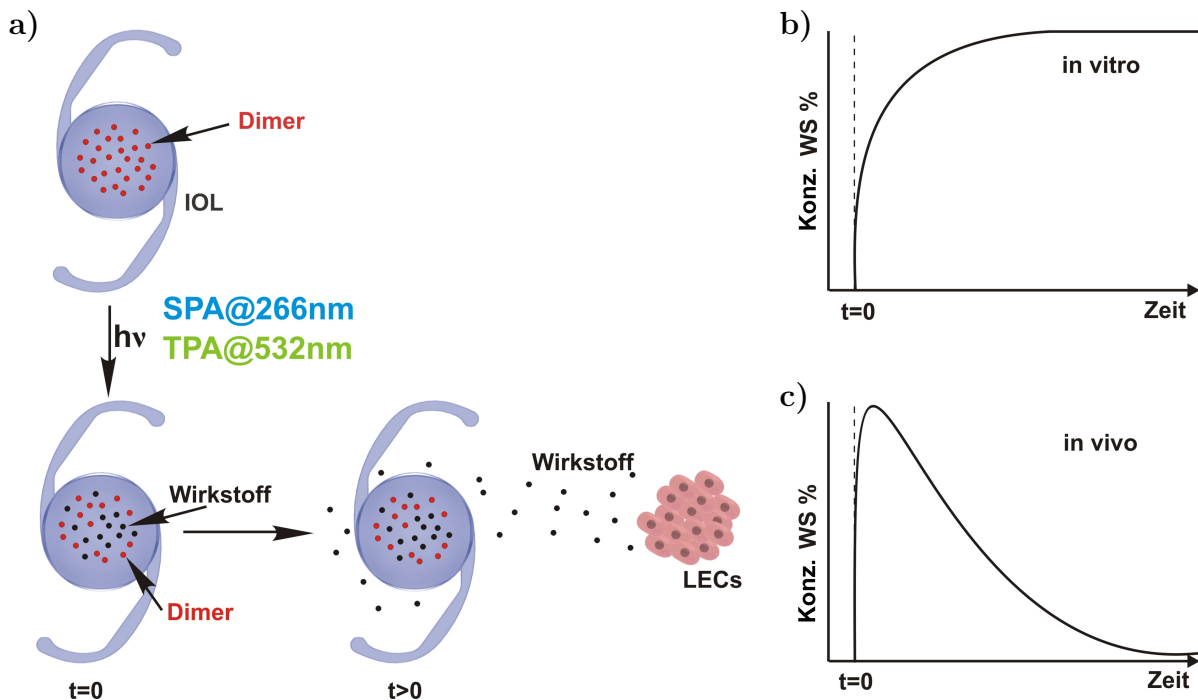 a)
Dimer
IOL
hν
SPA@266nm
TPA@532nm
Wirkstoff
Dimer
t=0
Wirkstoff
LECs
t>0
b)
Konz. WS %
in vitro
t=0
Zeit
c)
Konz. WS %
in vivo
t=0
Zeit